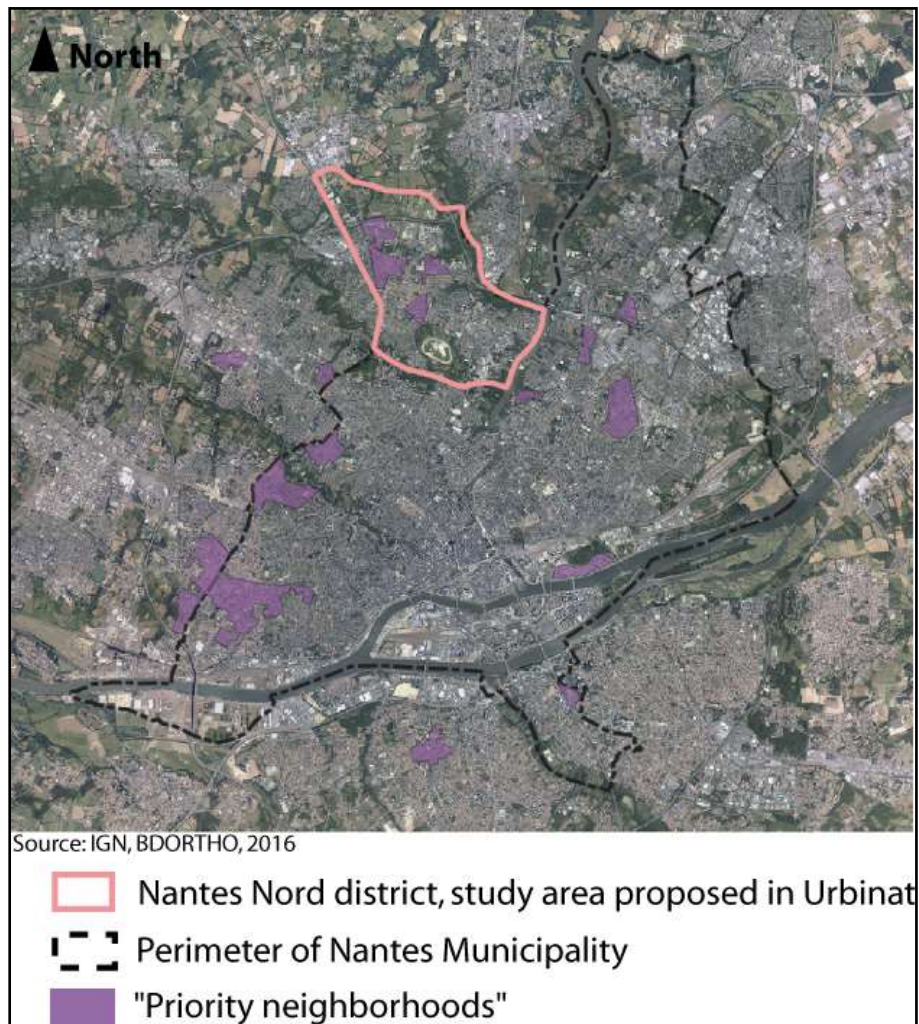 North
Source: IGN, BDORTHO, 2016
Nantes Nord district, study area proposed in Urbinat
Perimeter of Nantes Municipality
"Priority neighborhoods"